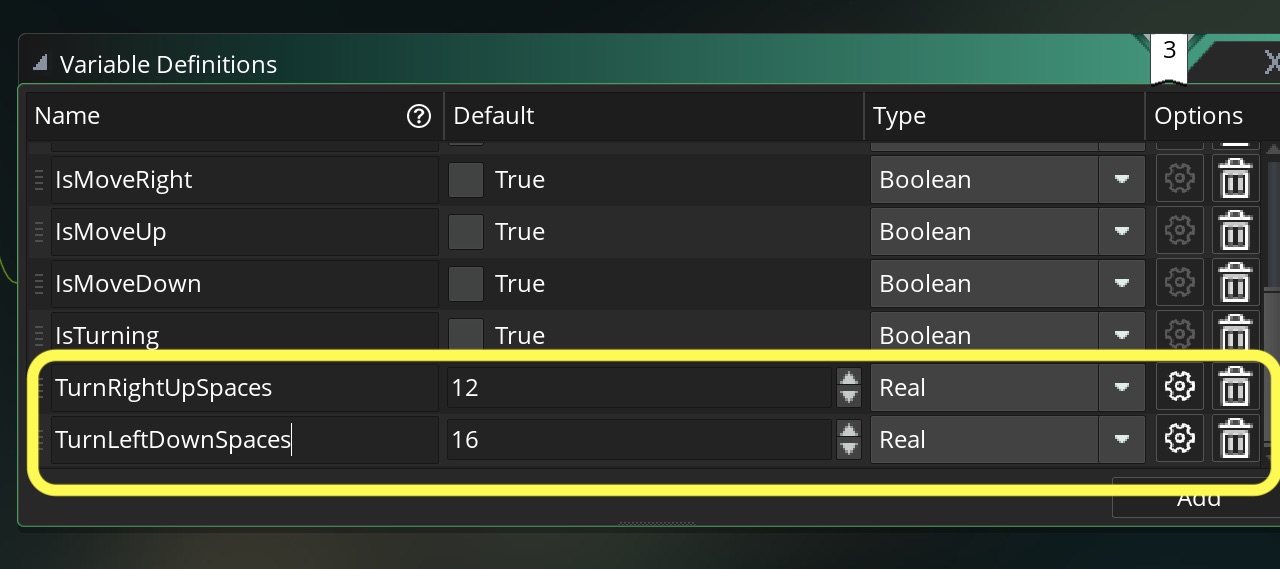 3
Variable Definitions
Name Default Type Options
IsMoveRight True Boolean
IsMoveUp True Boolean
IsMoveDown True Boolean
IsTurning True Boolean
TurnRightUpSpaces 12 Real
TurnLeftDownSpaces 16 Real
Add